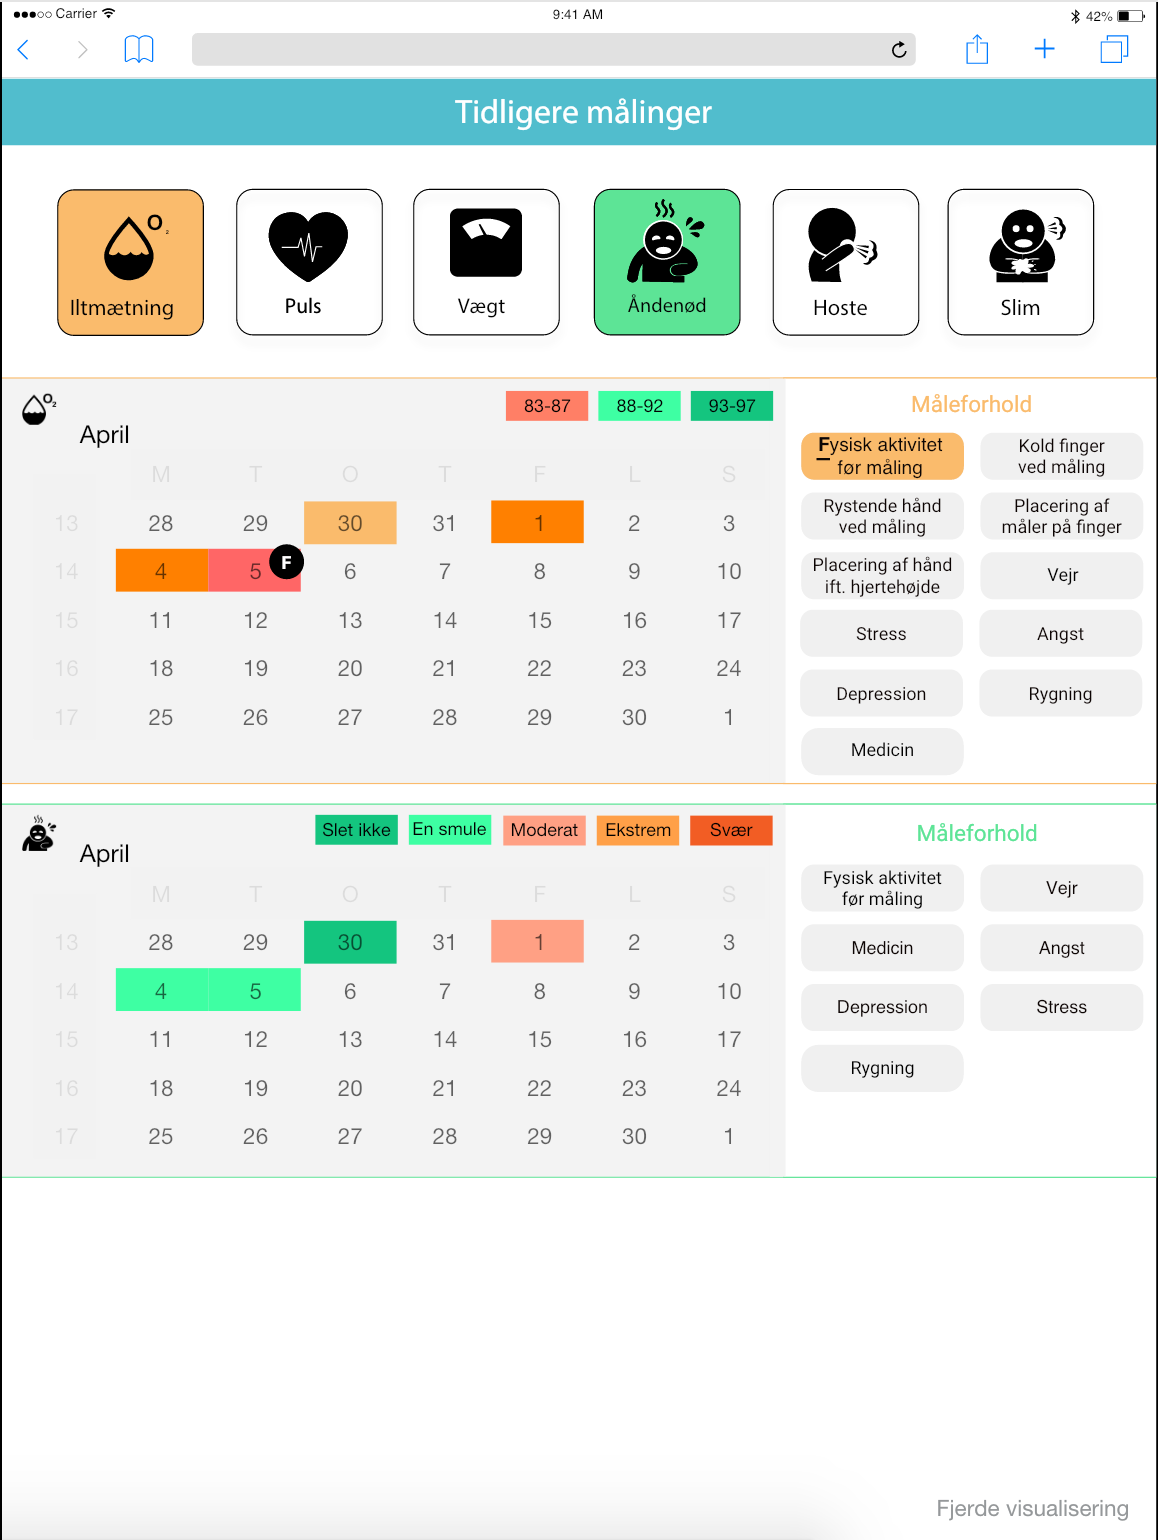 Carrier
9:41 AM
42%
Tidligere målinger
O₂
Iltmætning
Puls
Vægt
Åndenød
Hoste
Slim
O₂
83-87 88-92 93-97
April
M T O T F L S
13 28 29 30 31 1 2 3
14 4 5 F 6 7 8 9 10
15 11 12 13 14 15 16 17
16 18 19 20 21 22 23 24
17 25 26 27 28 29 30 1
Måleforhold
Fysisk aktivitet
før måling
Kold finger
ved måling
Rystende hånd
ved måling
Placering af
måler på finger
Placering af hånd
ift. hjertehøjde
Vejr
Stress
Angst
Depression
Rygning
Medicin
Slet ikke En smule Moderat Ekstrem Svær
April
M T O T F L S
13 28 29 30 31 1 2 3
14 4 5 6 7 8 9 10
15 11 12 13 14 15 16 17
16 18 19 20 21 22 23 24
17 25 26 27 28 29 30 1
Måleforhold
Fysisk aktivitet
før måling
Vejr
Medicin
Angst
Depression
Stress
Rygning
Fjerde visualisering